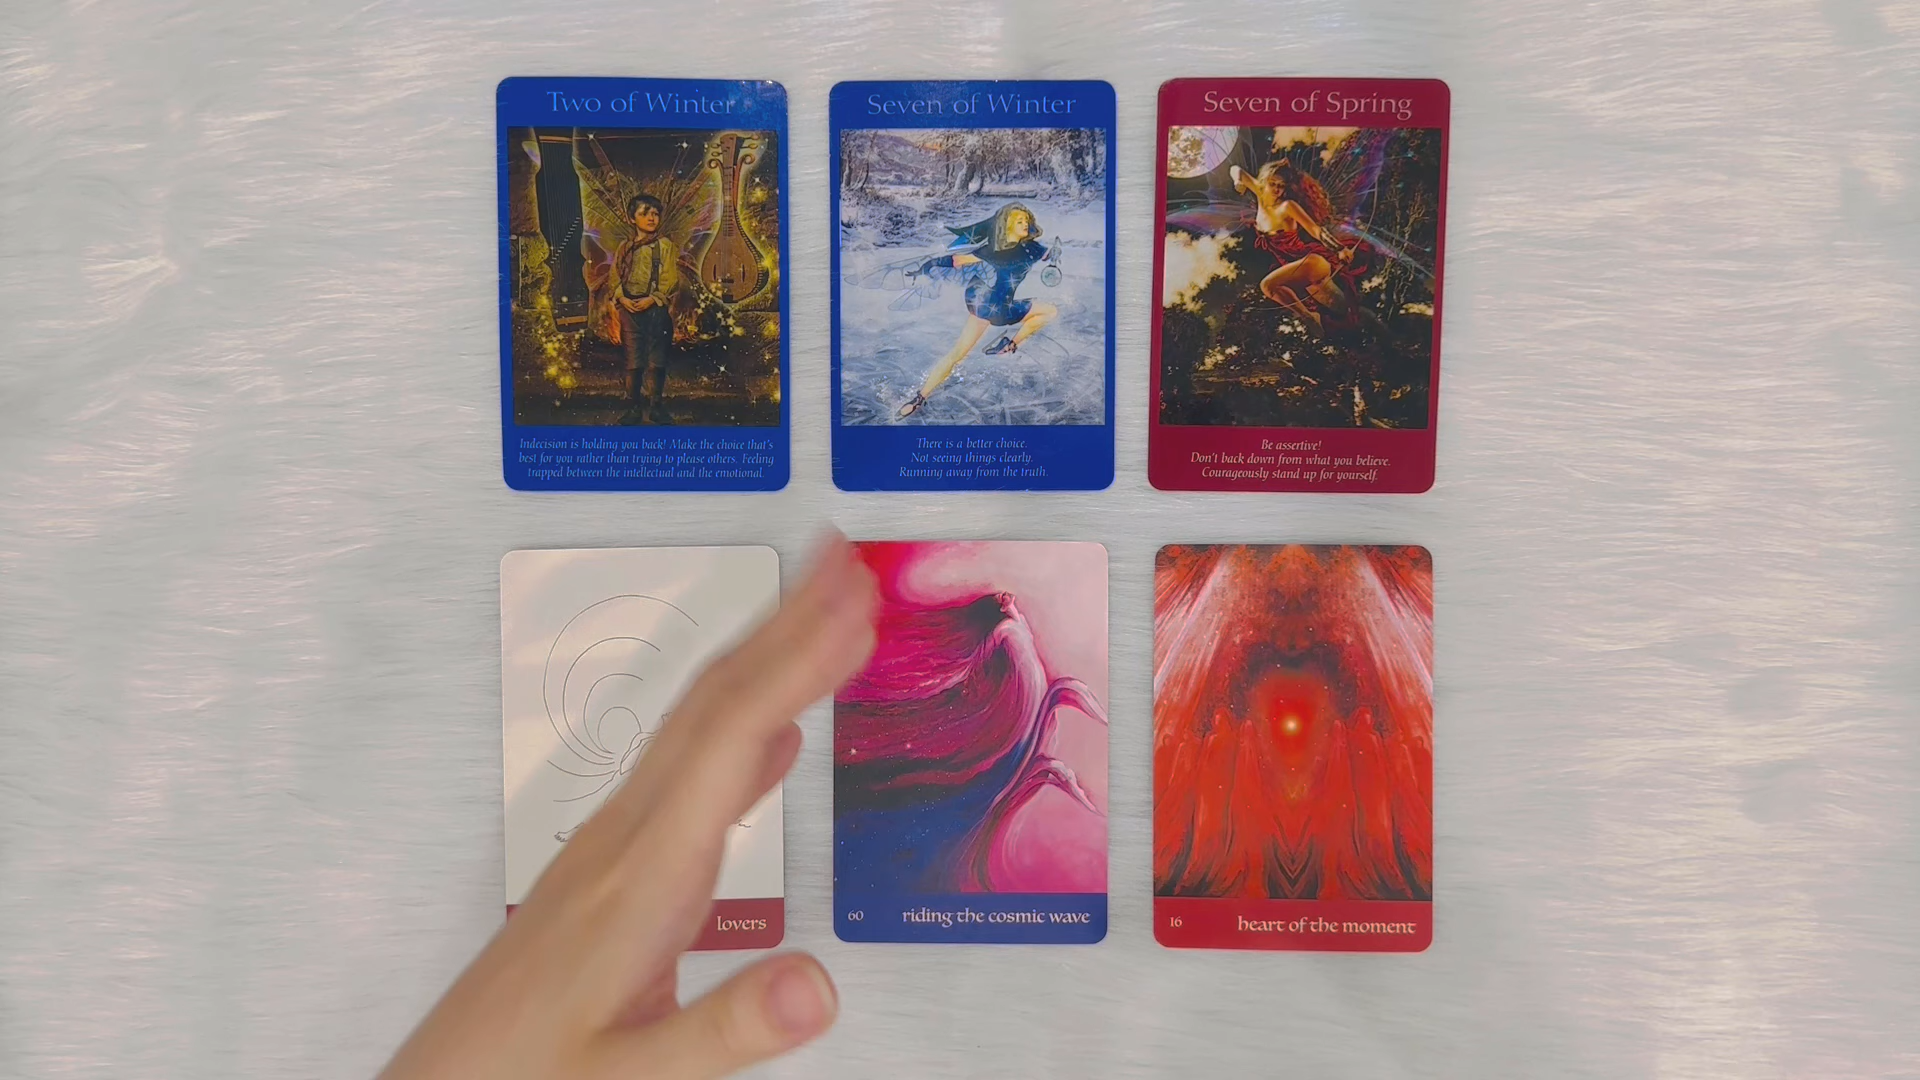 Two of Winter
Indecision is holding you back! Make the choice that's
best for you rather than trying to please others. Feeling
trapped between the intellectual and the emotional.
Seven of Winter
There is a better choice.
Not seeing things clearly.
Running away from the truth.
Seven of Spring
Be assertive!
Don't back down from what you believe.
Courageously stand up for yourself.
lovers
60 riding the cosmic wave
16 heart of the moment